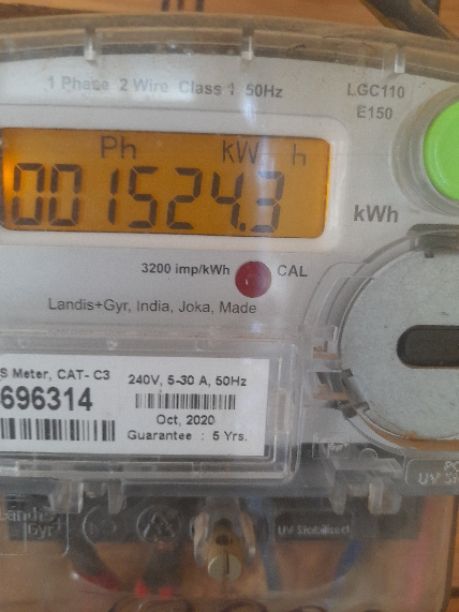 1 Phase 2 Wire Class 1 50Hz
LGC110
E150
Ph kW h
001524.3
kWh
3200 imp/kWh CAL
Landis+Gyr, India, Joka, Made
S Meter, CAT- C3
240V, 5-30 A, 50Hz
696314
Oct, 2020
Guarantee : 5 Yrs.
Landis
Gyr
UV Stabilised